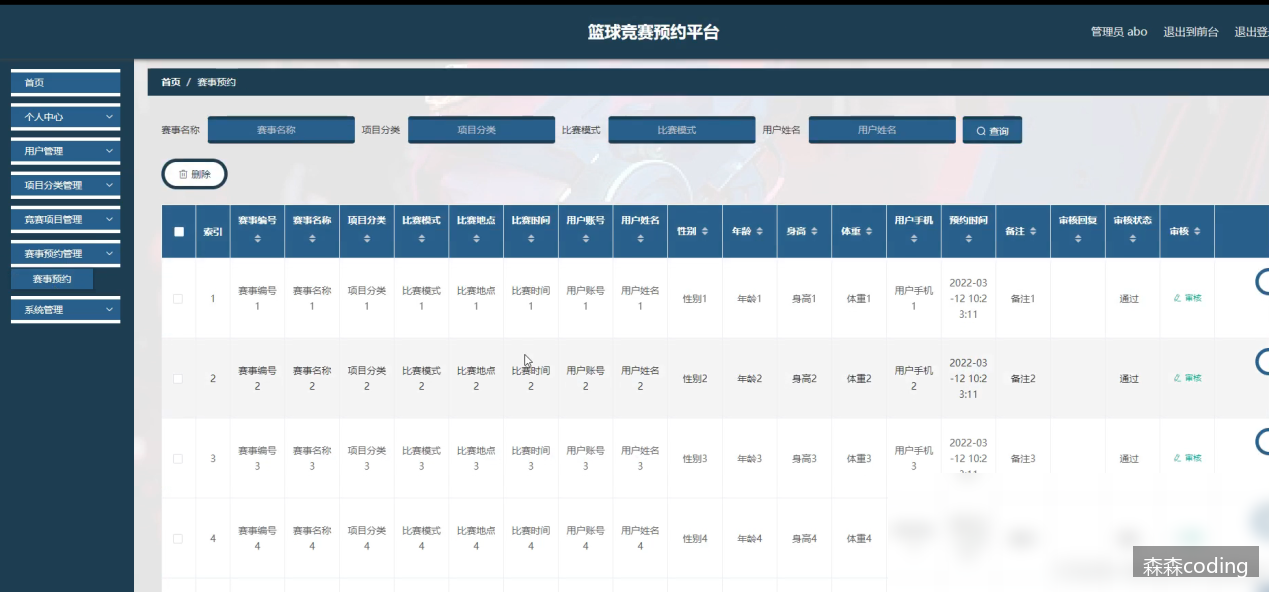 篮球竞赛预约平台
管理员 abo 退出到前台 退出登
首页
个人中心
用户管理
项目分类管理
竞赛项目管理
赛事预约管理
赛事预约
系统管理
首页 / 赛事预约
赛事名称 赛事名称 项目分类 项目分类 比赛模式 比赛模式 用户姓名 用户姓名 查询
删除
索引 赛事编号 赛事名称 项目分类 比赛模式 比赛地点 比赛时间 用户账号 用户姓名 性别 年龄 身高 体重 用户手机 预约时间 备注 审核回复 审核状态 审核
1 赛事编号1 赛事名称1 项目分类1 比赛模式1 比赛地点1 比赛时间1 用户账号1 用户姓名1 性别1 年龄1 身高1 体重1 用户手机1 2022-03-12 10:23:11 备注1 通过 审核
2 赛事编号2 赛事名称2 项目分类2 比赛模式2 比赛地点2 比赛时间2 用户账号2 用户姓名2 性别2 年龄2 身高2 体重2 用户手机2 2022-03-12 10:23:11 备注2 通过 审核
3 赛事编号3 赛事名称3 项目分类3 比赛模式3 比赛地点3 比赛时间3 用户账号3 用户姓名3 性别3 年龄3 身高3 体重3 用户手机3 2022-03-12 10:23:11 备注3 通过 审核
4 赛事编号4 赛事名称4 项目分类4 比赛模式4 比赛地点4 比赛时间4 用户账号4 用户姓名4 性别4 年龄4 身高4 体重4
森森coding